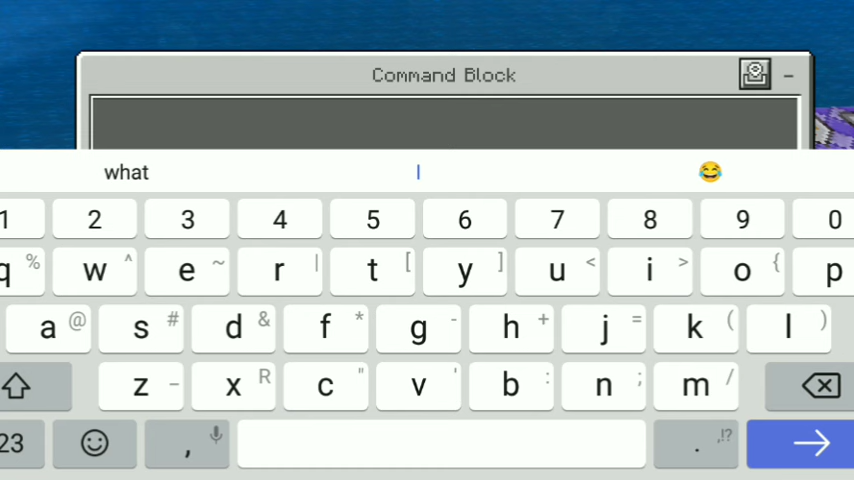 Command Block
what I 😂
1 2 3 4 5 6 7 8 9 0
q % w ^ e ~ r | t [ y ] u < i > o { p
a @ s # d & f * g - h + j = k ( l )
z _ x R c " v ' b : n ; m /
23 , . ,!?